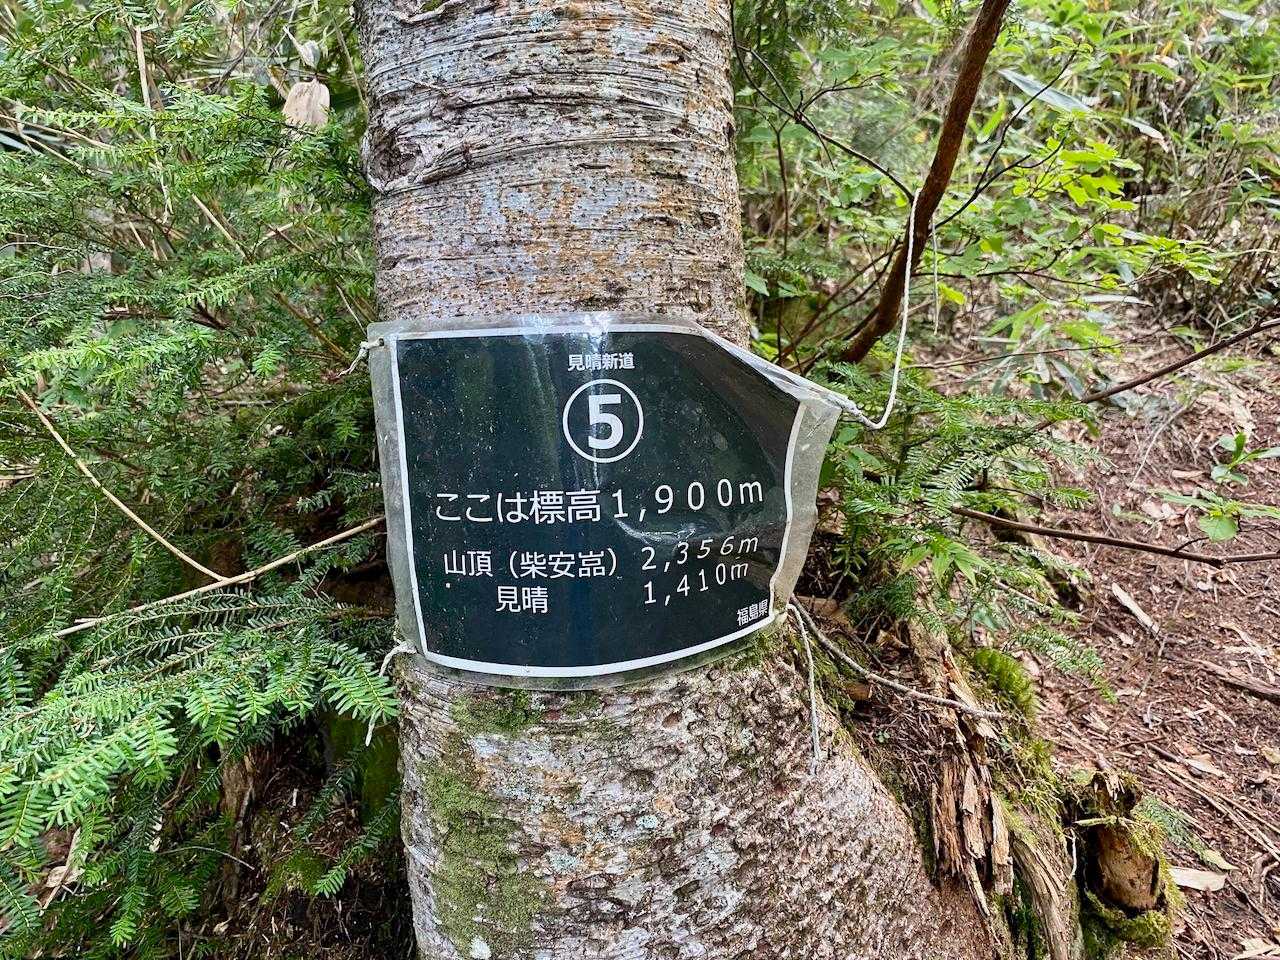 見晴新道
⑤
ここは標高1,900m
山頂（柴安嵓） 2,356m
見晴 1,410m
福島県